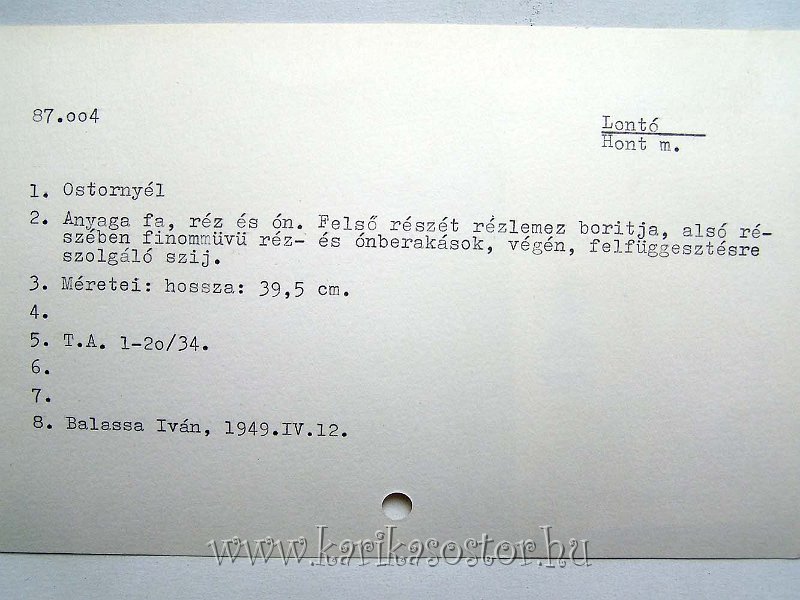 87.oo4
Lontó
Hont m.
1. Ostornyél
2. Anyaga fa, réz és ón. Felső részét rézlemez boritja, alsó ré-
szében finommüvü réz- és ónberakások, végén, felfüggesztésre
szolgáló szij.
3. Méretei: hossza: 39,5 cm.
4.
5. T.A. 1-2o/34.
6.
7.
8. Balassa Iván, 1949.IV.12.
www.karikasostor.hu